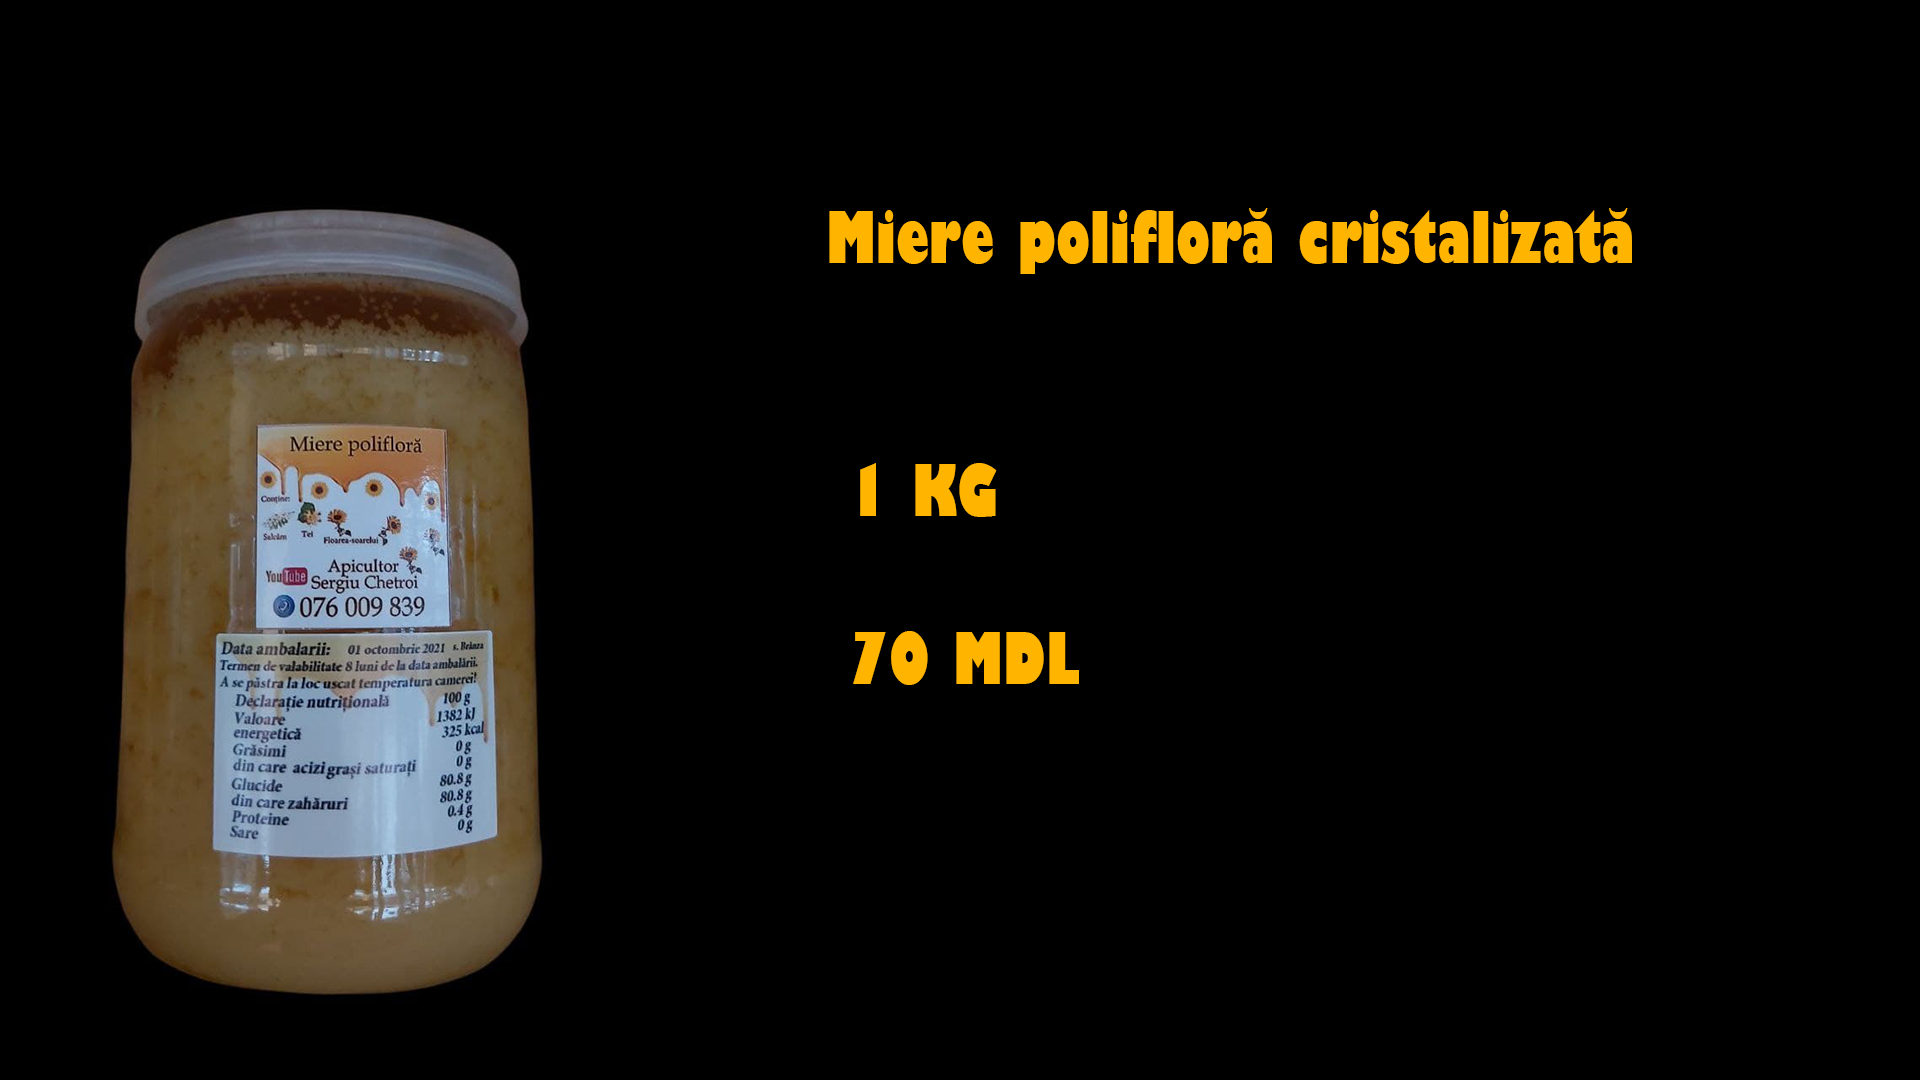 Miere polifloră cristalizată
1 KG
70 MDL
Miere polifloră
Conține:
Salcâm
Tei
Floarea-soarelui
YouTube
Apicultor
Sergiu Chetroi
076 009 839
Data ambalarii: 01 octombrie 2021 s. Brânza
Termen de valabilitate 8 luni de la data ambalării.
A se păstra la loc uscat temperatura camerei!
Declarație nutrițională 100 g
Valoare 1382 kJ
energetică 325 kcal
Grăsimi 0 g
din care acizi grași saturați 0 g
Glucide 80.8 g
din care zahăruri 80.8 g
Proteine 0.4 g
Sare 0 g